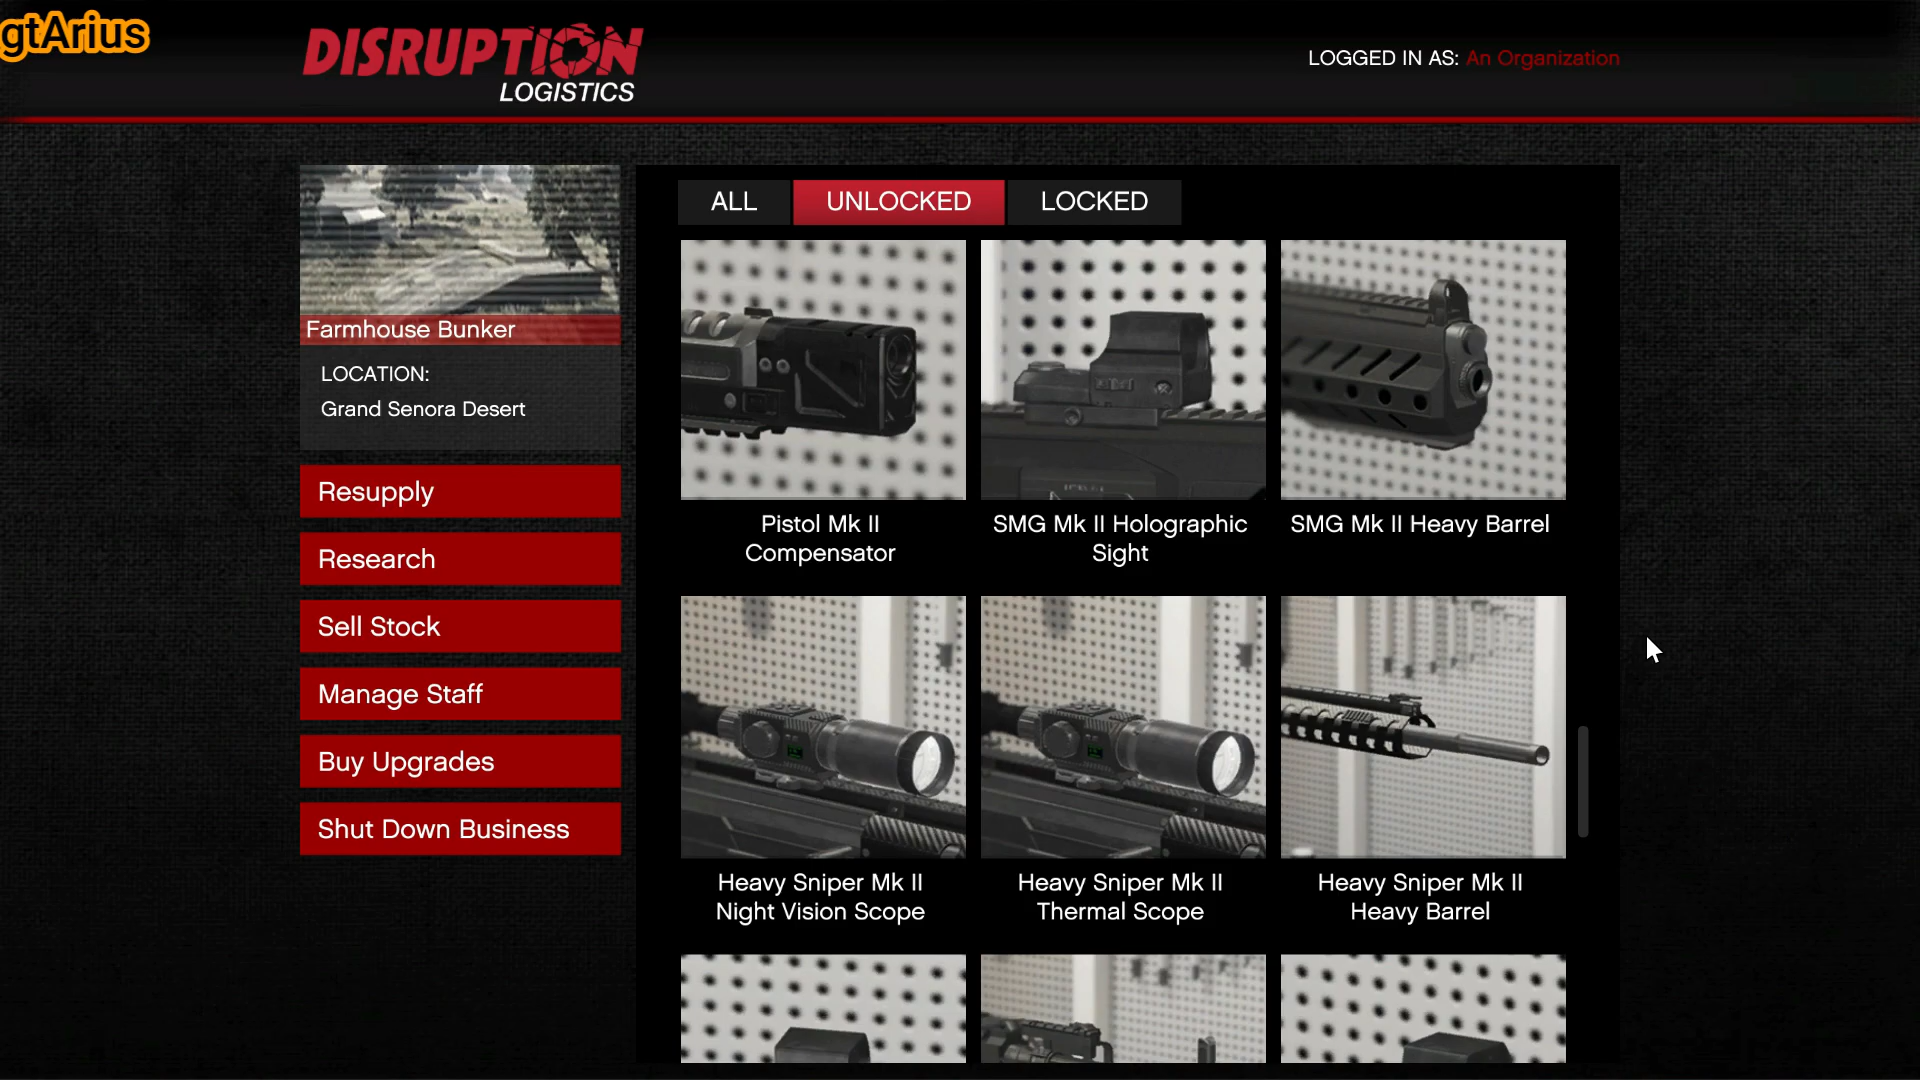 gtArius
DISRUPTION
LOGISTICS
LOGGED IN AS: An Organization
Farmhouse Bunker
LOCATION:
Grand Senora Desert
Resupply
Research
Sell Stock
Manage Staff
Buy Upgrades
Shut Down Business
ALL
UNLOCKED
LOCKED
Pistol Mk II
Compensator
SMG Mk II Holographic
Sight
SMG Mk II Heavy Barrel
Heavy Sniper Mk II
Night Vision Scope
Heavy Sniper Mk II
Thermal Scope
Heavy Sniper Mk II
Heavy Barrel